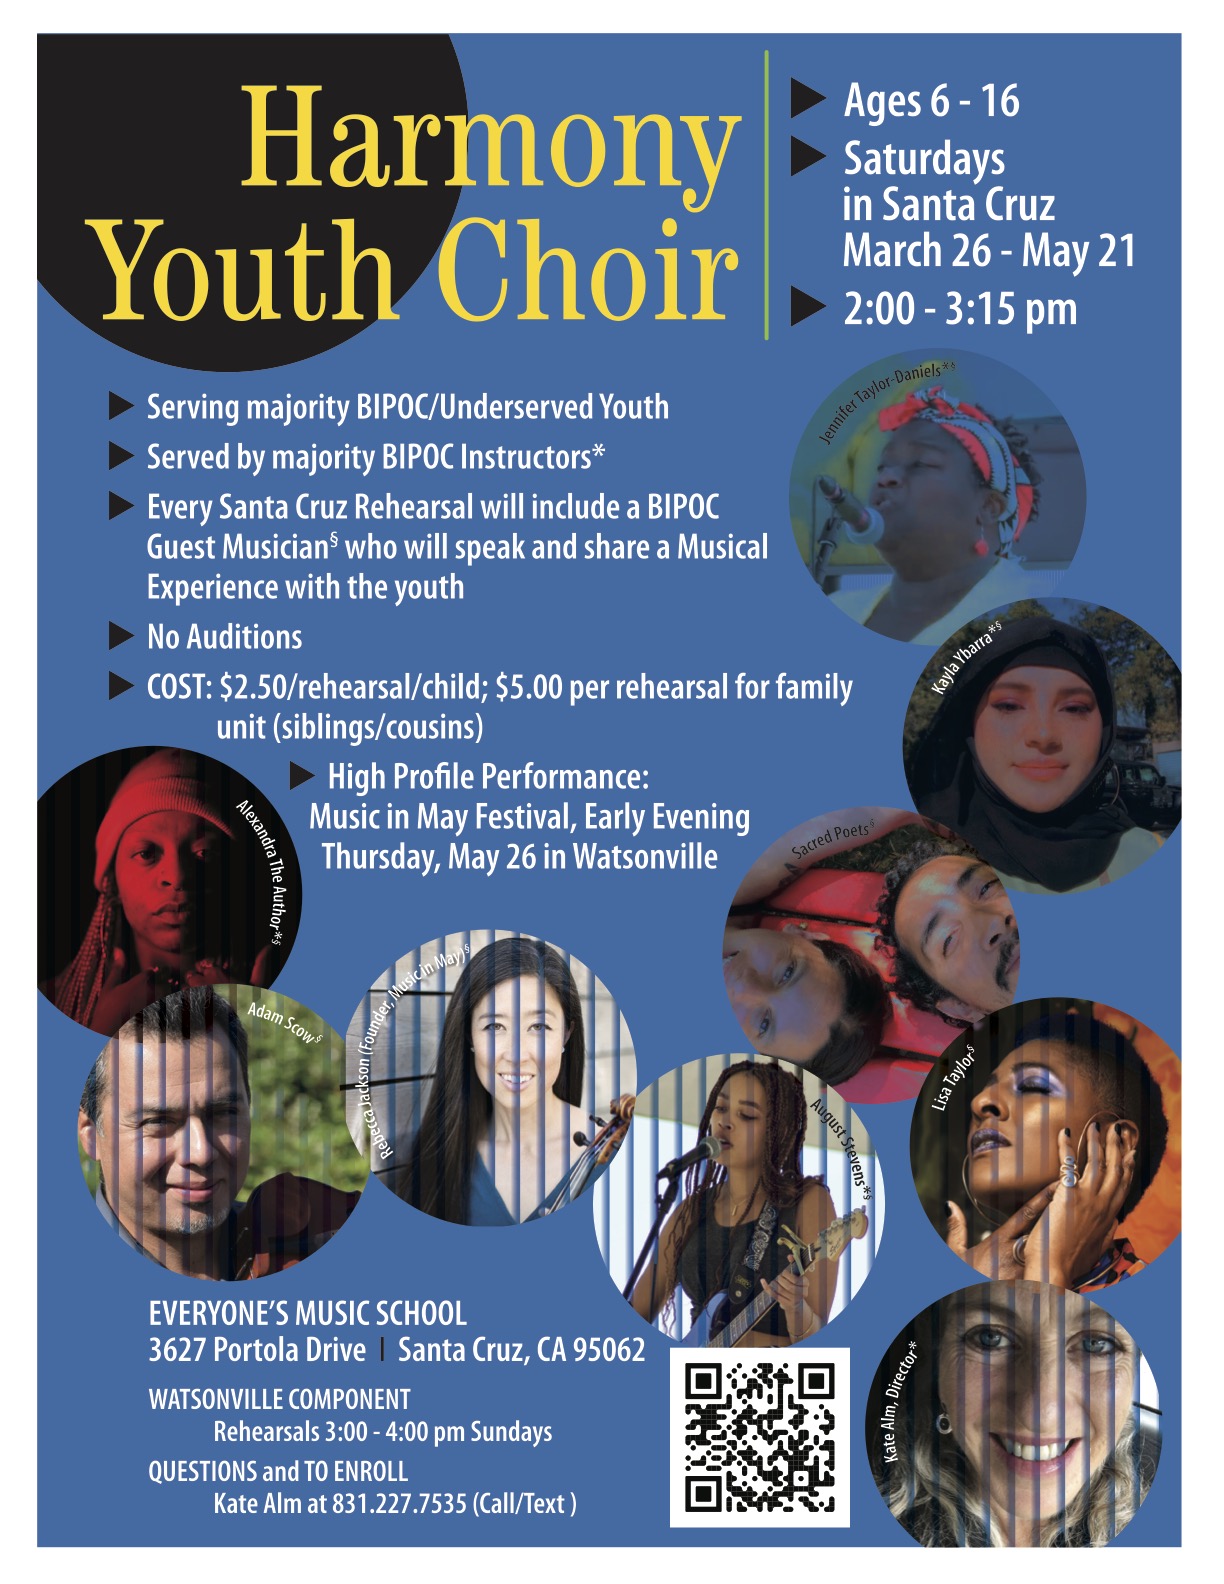 Harmony
Youth Choir
Ages 6 - 16
Saturdays
in Santa Cruz
March 26 - May 21
2:00 - 3:15 pm
Serving majority BIPOC/Underserved Youth
Served by majority BIPOC Instructors*
Every Santa Cruz Rehearsal will include a BIPOC
Guest Musician§ who will speak and share a Musical
Experience with the youth
No Auditions
COST: $2.50/rehearsal/child; $5.00 per rehearsal for family
unit (siblings/cousins)
High Profile Performance:
Music in May Festival, Early Evening
Thursday, May 26 in Watsonville
Jennifer Taylor-Daniels*§
Kayla Ybarra*§
Alexandra The Author*§
Sacred Poets§
Adam Scow§
Rebecca Jackson (Founder, Music in May)§
August Stevens*§
Lisa Taylor§
Kate Alm, Director*
EVERYONE'S MUSIC SCHOOL
3627 Portola Drive | Santa Cruz, CA 95062
WATSONVILLE COMPONENT
Rehearsals 3:00 - 4:00 pm Sundays
QUESTIONS and TO ENROLL
Kate Alm at 831.227.7535 (Call/Text )